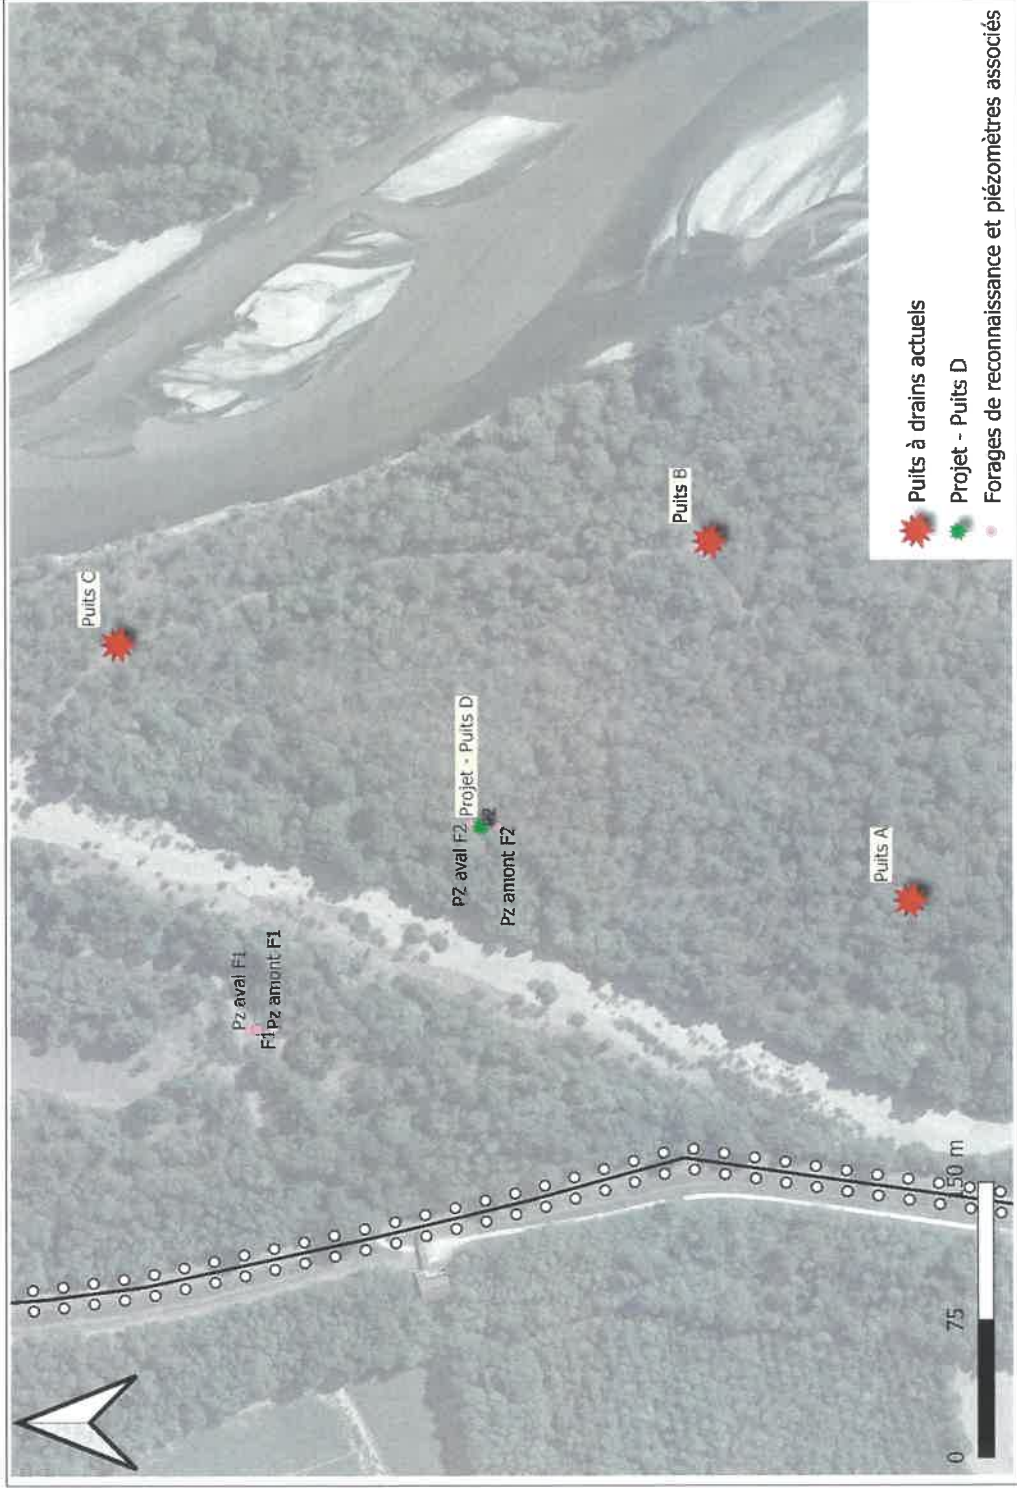 Puits C
Projet - Puits D
PZ aval F2
F2
Pz amont F2
Pz aval F1
F1
Pz amont F1
Puits B
Puits A
0
75
150 m
Puits à drains actuels
Projet - Puits D
Forages de reconnaissance et piézomètres associés